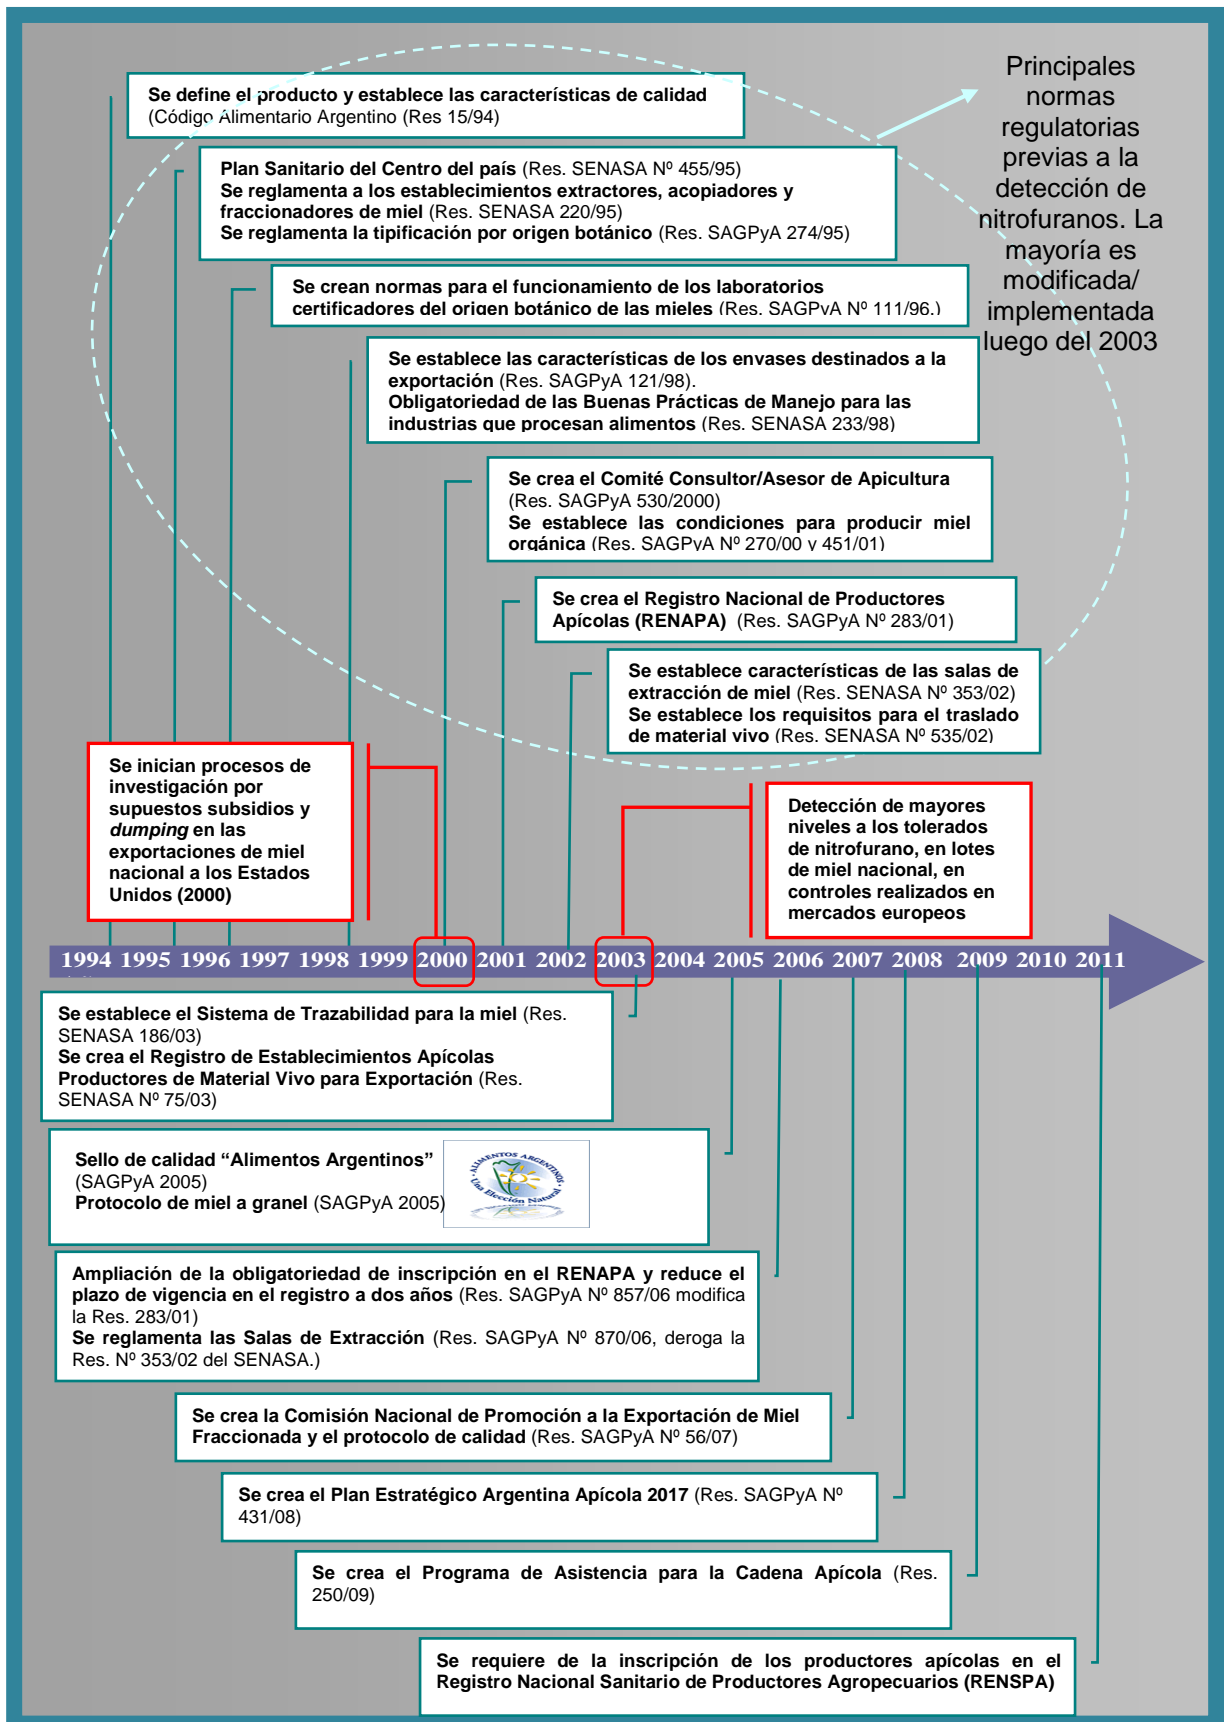 Principales
normas
regulatorias
previas a la
detección de
nitrofuranos. La
mayoría es
modificada/
implementada
luego del 2003
Se define el producto y establece las características de calidad
(Código Alimentario Argentino (Res 15/94)
Plan Sanitario del Centro del país (Res. SENASA Nº 455/95)
Se reglamenta a los establecimientos extractores, acopiadores y
fraccionadores de miel (Res. SENASA 220/95)
Se reglamenta la tipificación por origen botánico (Res. SAGPyA 274/95)
Se crean normas para el funcionamiento de los laboratorios
certificadores del origen botánico de las mieles (Res. SAGPyA Nº 111/96.)
Se establece las características de los envases destinados a la
exportación (Res. SAGPyA 121/98).
Obligatoriedad de las Buenas Prácticas de Manejo para las
industrias que procesan alimentos (Res. SENASA 233/98)
Se crea el Comité Consultor/Asesor de Apicultura
(Res. SAGPyA 530/2000)
Se establece las condiciones para producir miel
orgánica (Res. SAGPyA Nº 270/00 y 451/01)
Se crea el Registro Nacional de Productores
Apícolas (RENAPA) (Res. SAGPyA Nº 283/01)
Se establece características de las salas de
extracción de miel (Res. SENASA Nº 353/02)
Se establece los requisitos para el traslado
de material vivo (Res. SENASA Nº 535/02)
Se inician procesos de
investigación por
supuestos subsidios y
dumping en las
exportaciones de miel
nacional a los Estados
Unidos (2000)
Detección de mayores
niveles a los tolerados
de nitrofurano, en lotes
de miel nacional, en
controles realizados en
mercados europeos
1994 1995 1996 1997 1998 1999 2000 2001 2002 2003 2004 2005 2006 2007 2008 2009 2010 2011
Se establece el Sistema de Trazabilidad para la miel (Res.
SENASA 186/03)
Se crea el Registro de Establecimientos Apícolas
Productores de Material Vivo para Exportación (Res.
SENASA Nº 75/03)
Sello de calidad “Alimentos Argentinos”
(SAGPyA 2005)
Protocolo de miel a granel (SAGPyA 2005)
ALIMENTOS ARGENTINOS
Una Elección Natural
Ampliación de la obligatoriedad de inscripción en el RENAPA y reduce el
plazo de vigencia en el registro a dos años (Res. SAGPyA Nº 857/06 modifica
la Res. 283/01)
Se reglamenta las Salas de Extracción (Res. SAGPyA Nº 870/06, deroga la
Res. Nº 353/02 del SENASA.)
Se crea la Comisión Nacional de Promoción a la Exportación de Miel
Fraccionada y el protocolo de calidad (Res. SAGPyA Nº 56/07)
Se crea el Plan Estratégico Argentina Apícola 2017 (Res. SAGPyA Nº
431/08)
Se crea el Programa de Asistencia para la Cadena Apícola (Res.
250/09)
Se requiere de la inscripción de los productores apícolas en el
Registro Nacional Sanitario de Productores Agropecuarios (RENSPA)